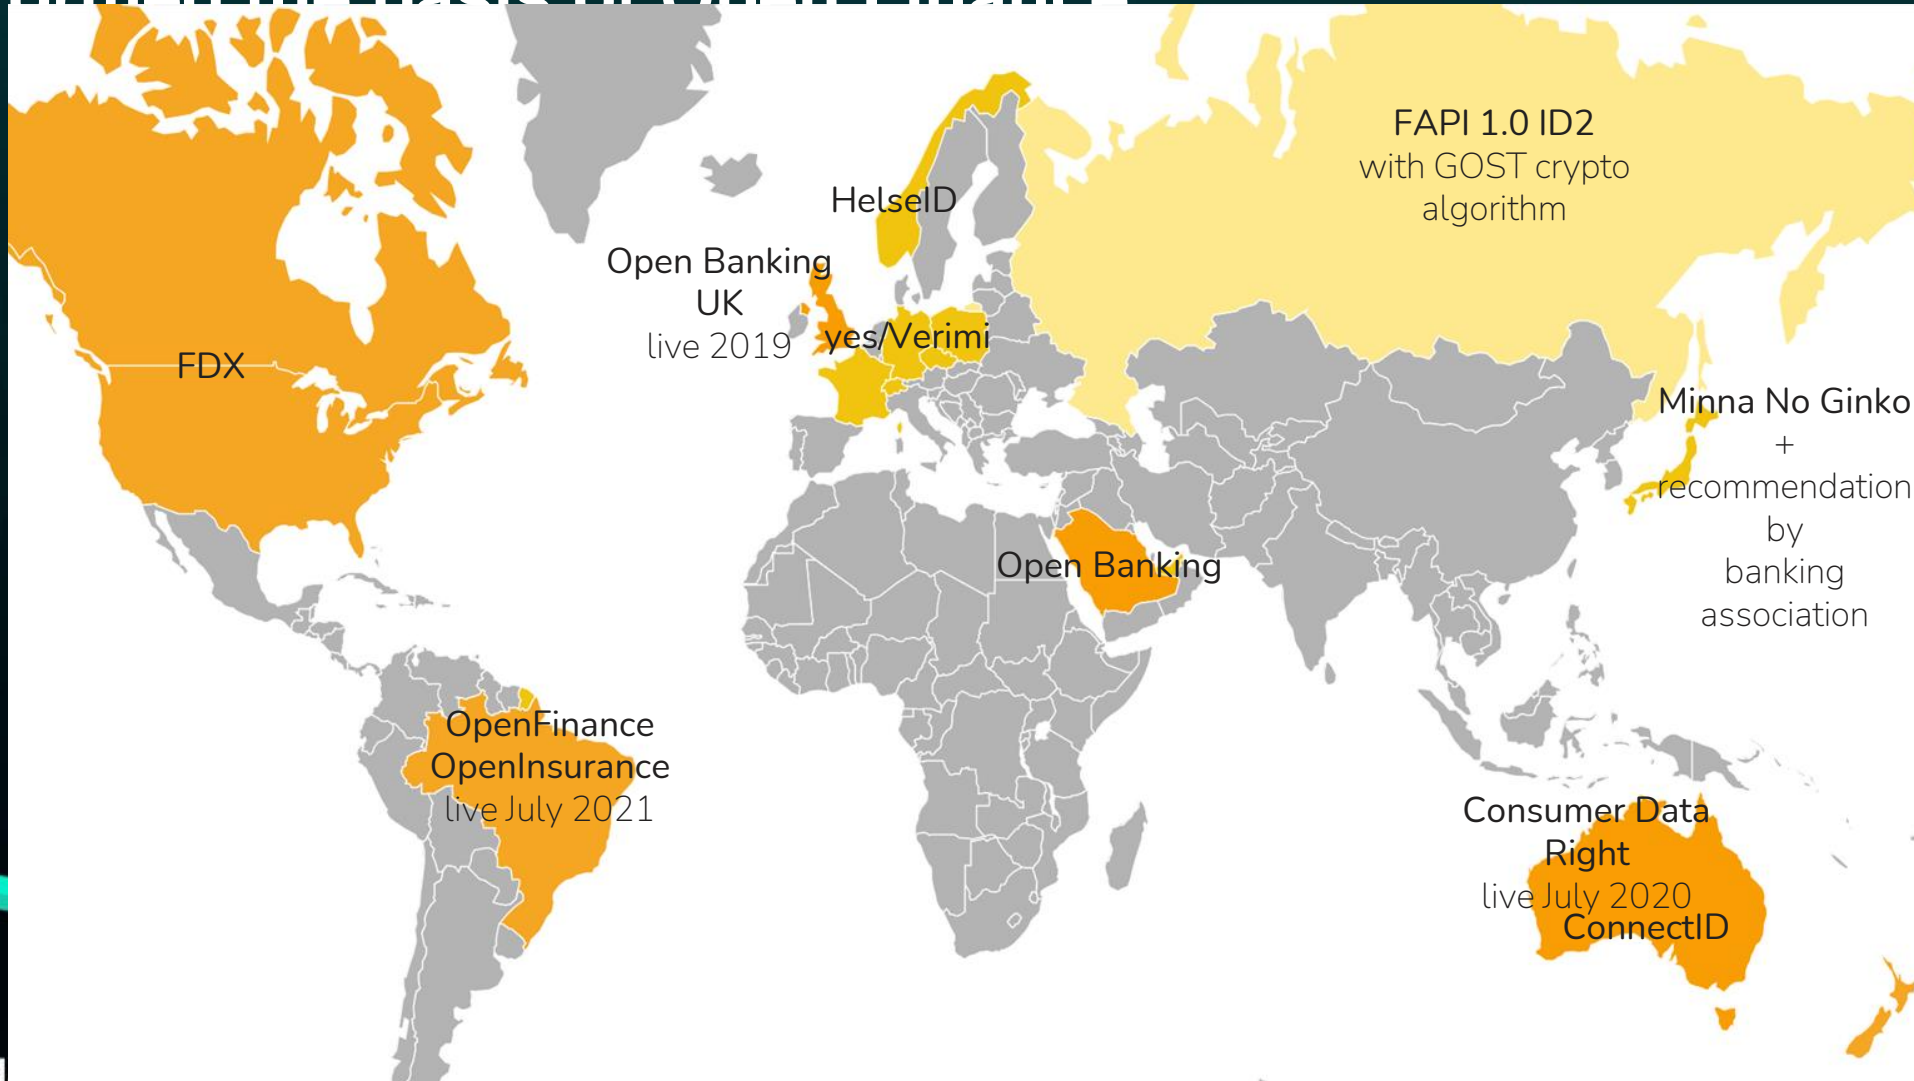 FAPI 1.0 ID2
with GOST crypto
algorithm
HelseID
Open Banking
UK
live 2019
yes/Verimi
FDX
Minna No Ginko
+
recommendation
by
banking
association
Open Banking
OpenFinance
OpenInsurance
live July 2021
Consumer Data
Right
live July 2020
ConnectID